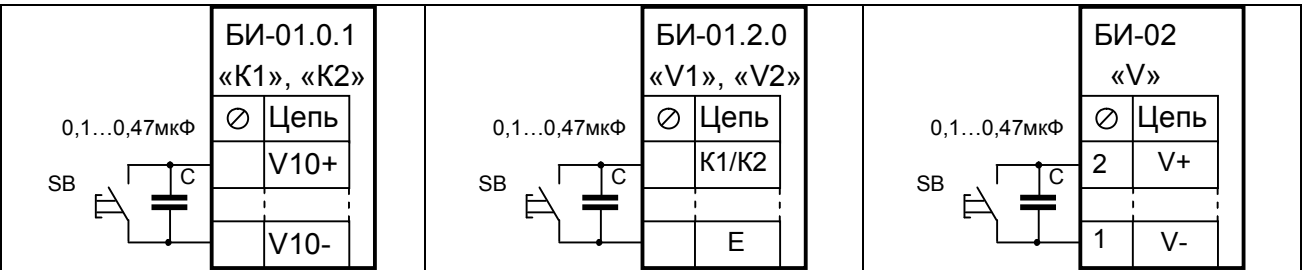 БИ-01.0.1
«К1», «К2»
∅ Цепь
0,1…0,47мкФ
V10+
SB
C
V10-
БИ-01.2.0
«V1», «V2»
∅ Цепь
0,1…0,47мкФ
К1/К2
SB
C
E
БИ-02
«V»
∅ Цепь
0,1…0,47мкФ
2 V+
SB
C
1 V-